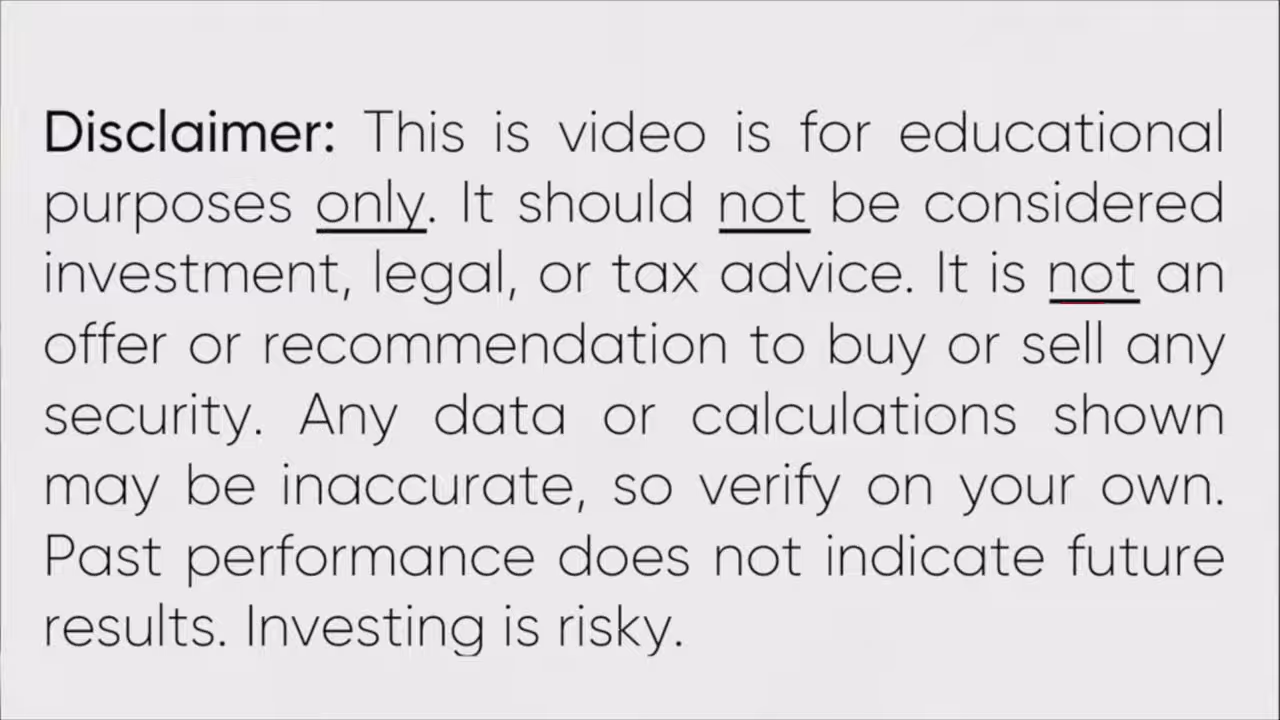 Disclaimer: This is video is for educational
purposes only. It should not be considered
investment, legal, or tax advice. It is not an
offer or recommendation to buy or sell any
security. Any data or calculations shown
may be inaccurate, so verify on your own.
Past performance does not indicate future
results. Investing is risky.